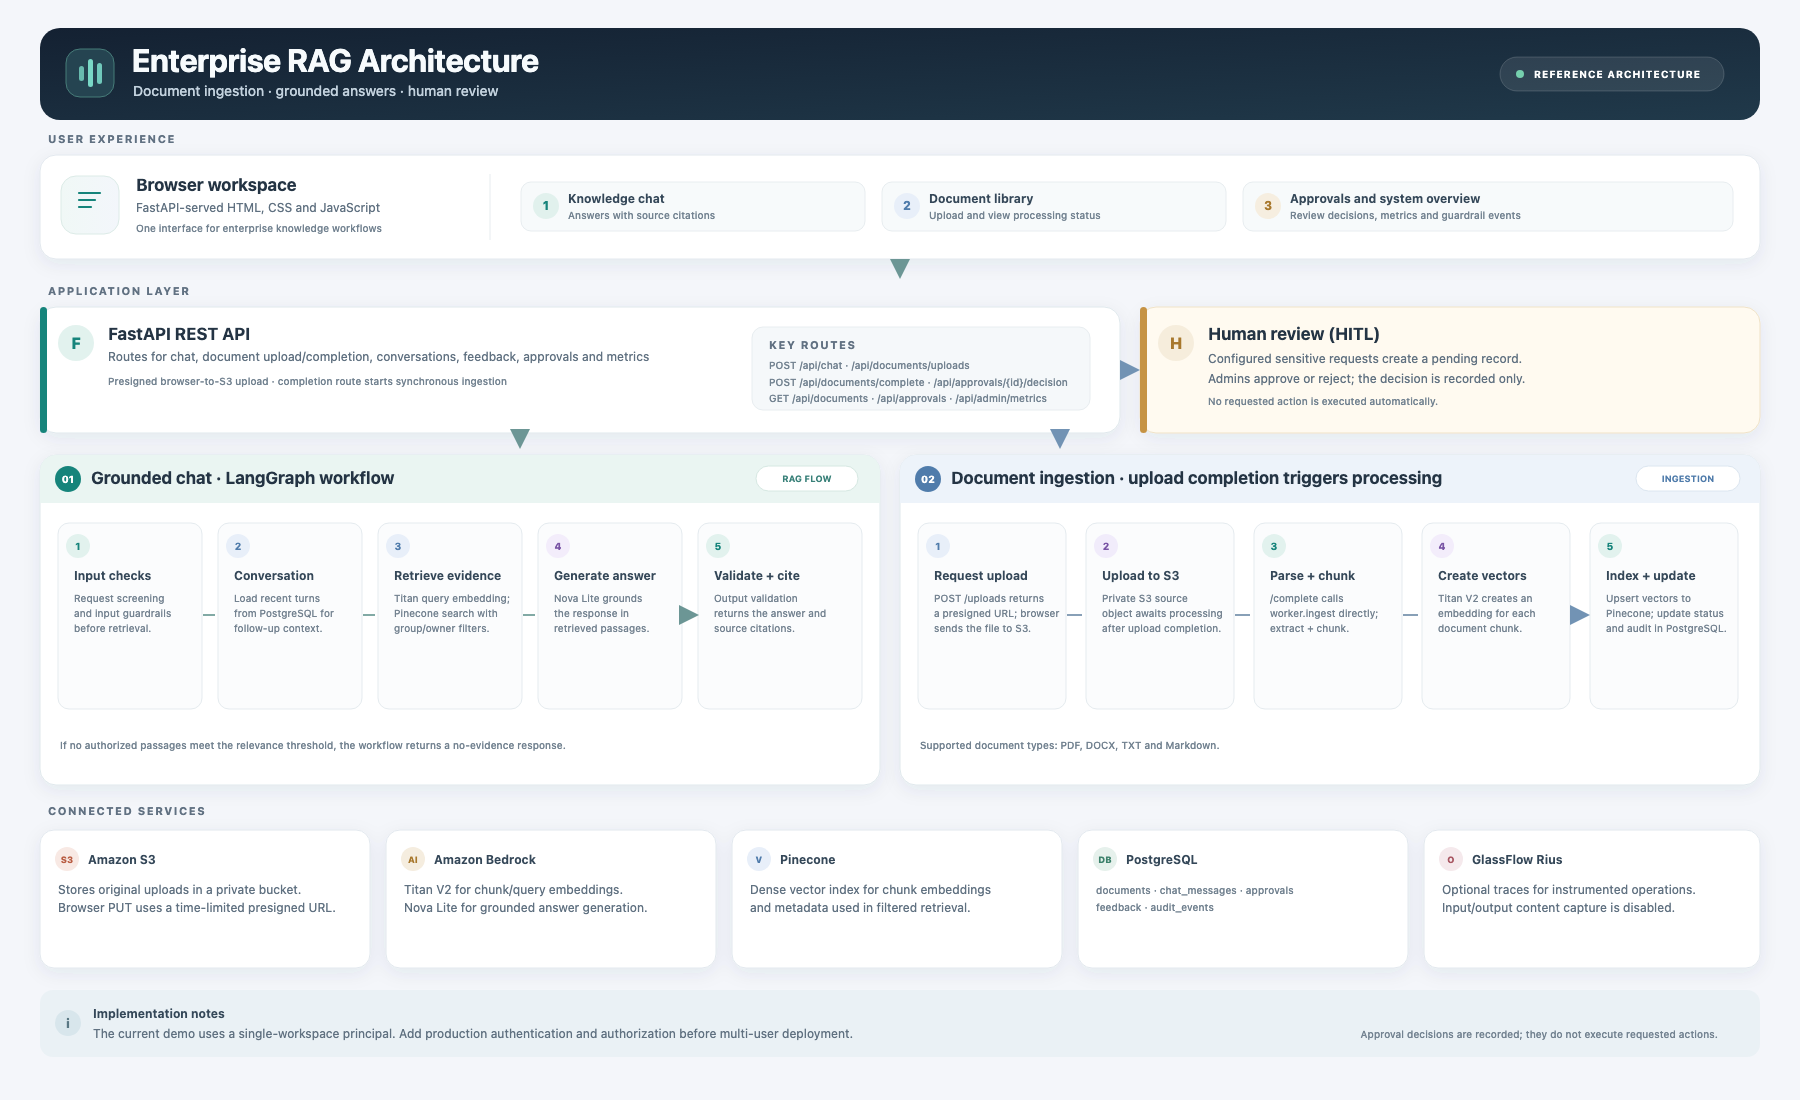 Enterprise RAG Architecture
Document ingestion · grounded answers · human review
REFERENCE ARCHITECTURE
USER EXPERIENCE
Browser workspace
FastAPI-served HTML, CSS and JavaScript
One interface for enterprise knowledge workflows
1
Knowledge chat
Answers with source citations
2
Document library
Upload and view processing status
3
Approvals and system overview
Review decisions, metrics and guardrail events
APPLICATION LAYER
F
FastAPI REST API
Routes for chat, document upload/completion, conversations, feedback, approvals and metrics
Presigned browser-to-S3 upload · completion route starts synchronous ingestion
KEY ROUTES
POST /api/chat · /api/documents/uploads
POST /api/documents/complete · /api/approvals/{id}/decision
GET /api/documents · /api/approvals · /api/admin/metrics
H
Human review (HITL)
Configured sensitive requests create a pending record.
Admins approve or reject; the decision is recorded only.
No requested action is executed automatically.
01
Grounded chat · LangGraph workflow
RAG FLOW
1
Input checks
Request screening
and input guardrails
before retrieval.
2
Conversation
Load recent turns
from PostgreSQL for
follow-up context.
3
Retrieve evidence
Titan query embedding;
Pinecone search with
group/owner filters.
4
Generate answer
Nova Lite grounds
the response in
retrieved passages.
5
Validate + cite
Output validation
returns the answer and
source citations.
If no authorized passages meet the relevance threshold, the workflow returns a no-evidence response.
02
Document ingestion · upload completion triggers processing
INGESTION
1
Request upload
POST /uploads returns
a presigned URL; browser
sends the file to S3.
2
Upload to S3
Private S3 source
object awaits processing
after upload completion.
3
Parse + chunk
/complete calls
worker.ingest directly;
extract + chunk.
4
Create vectors
Titan V2 creates an
embedding for each
document chunk.
5
Index + update
Upsert vectors to
Pinecone; update status
and audit in PostgreSQL.
Supported document types: PDF, DOCX, TXT and Markdown.
CONNECTED SERVICES
S3
Amazon S3
Stores original uploads in a private bucket.
Browser PUT uses a time-limited presigned URL.
AI
Amazon Bedrock
Titan V2 for chunk/query embeddings.
Nova Lite for grounded answer generation.
V
Pinecone
Dense vector index for chunk embeddings
and metadata used in filtered retrieval.
DB
PostgreSQL
documents · chat_messages · approvals
feedback · audit_events
O
GlassFlow Rius
Optional traces for instrumented operations.
Input/output content capture is disabled.
i
Implementation notes
The current demo uses a single-workspace principal. Add production authentication and authorization before multi-user deployment.
Approval decisions are recorded; they do not execute requested actions.